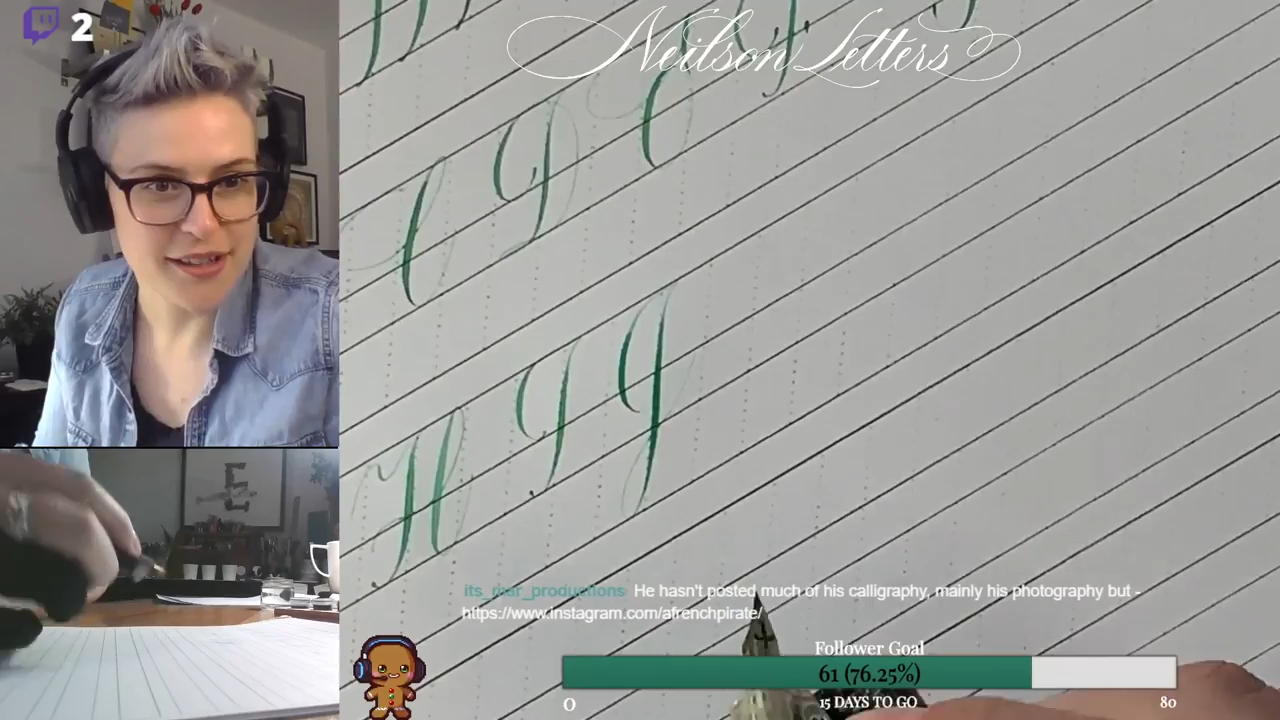 2
Neilson Letters
D
H
its_mar_productions He hasn't posted much of his calligraphy, mainly his photography but -
https://www.instagram.com/afrenchpirate/
Follower Goal
61 (76.25%)
0 80
15 DAYS TO GO